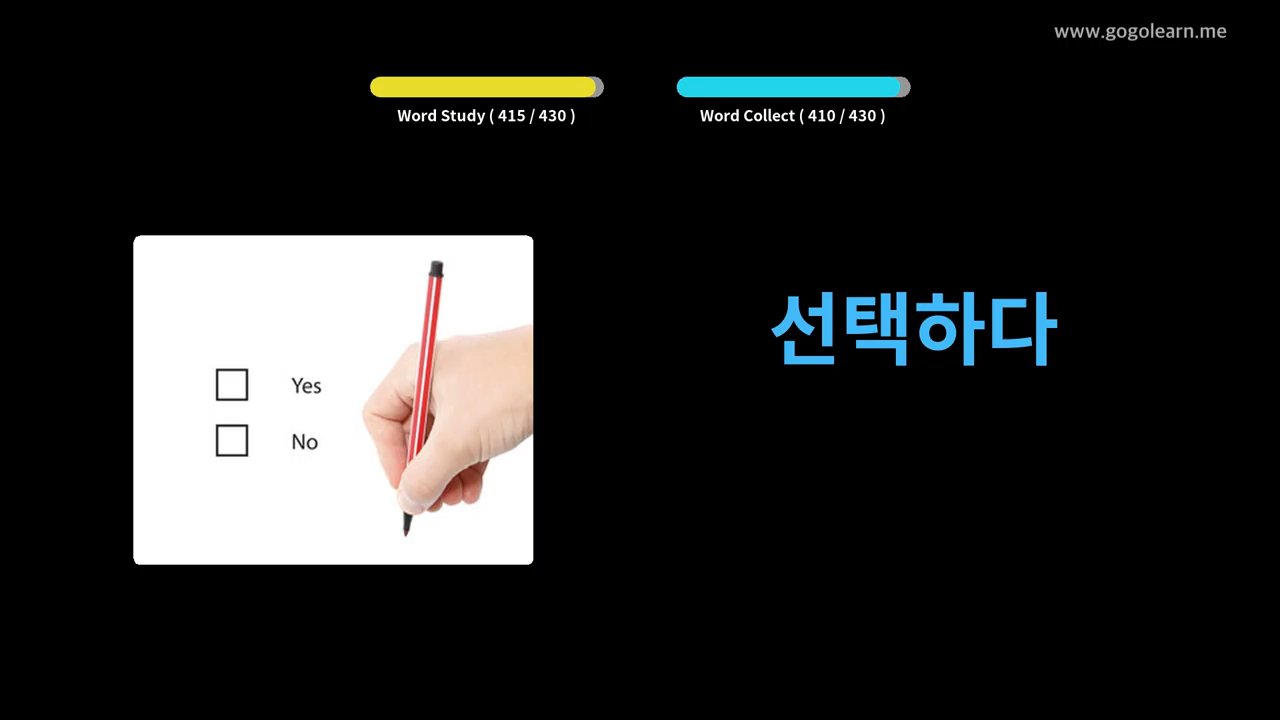 www.gogolearn.me
Word Study ( 415 / 430 )
Word Collect ( 410 / 430 )
선택하다
Yes
No